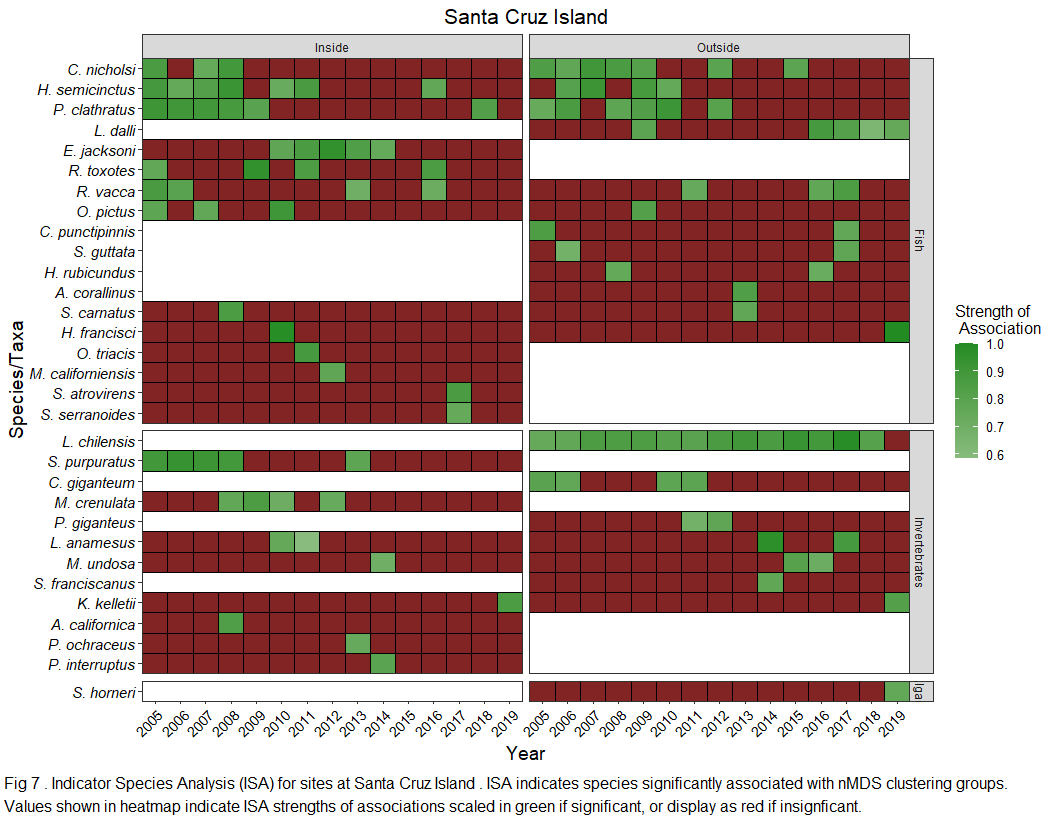 Santa Cruz Island
Inside
Outside
C. nicholsi
H. semicinctus
P. clathratus
L. dalli
E. jacksoni
R. toxotes
R. vacca
O. pictus
C. punctipinnis
S. guttata
H. rubicundus
A. corallinus
S. carnatus
H. francisci
O. triacis
M. californiensis
S. atrovirens
S. serranoides
Fish
L. chilensis
S. purpuratus
C. giganteum
M. crenulata
P. giganteus
L. anamesus
M. undosa
S. franciscanus
K. kelletii
A. californica
P. ochraceus
P. interruptus
Invertebrates
S. horneri
lga
Species/Taxa
2005 2006 2007 2008 2009 2010 2011 2012 2013 2014 2015 2016 2017 2018 2019
2005 2006 2007 2008 2009 2010 2011 2012 2013 2014 2015 2016 2017 2018 2019
Year
Strength of
Association
1.0
0.9
0.8
0.7
0.6
Fig 7 . Indicator Species Analysis (ISA) for sites at Santa Cruz Island . ISA indicates species significantly associated with nMDS clustering groups.
Values shown in heatmap indicate ISA strengths of associations scaled in green if significant, or display as red if insignficant.